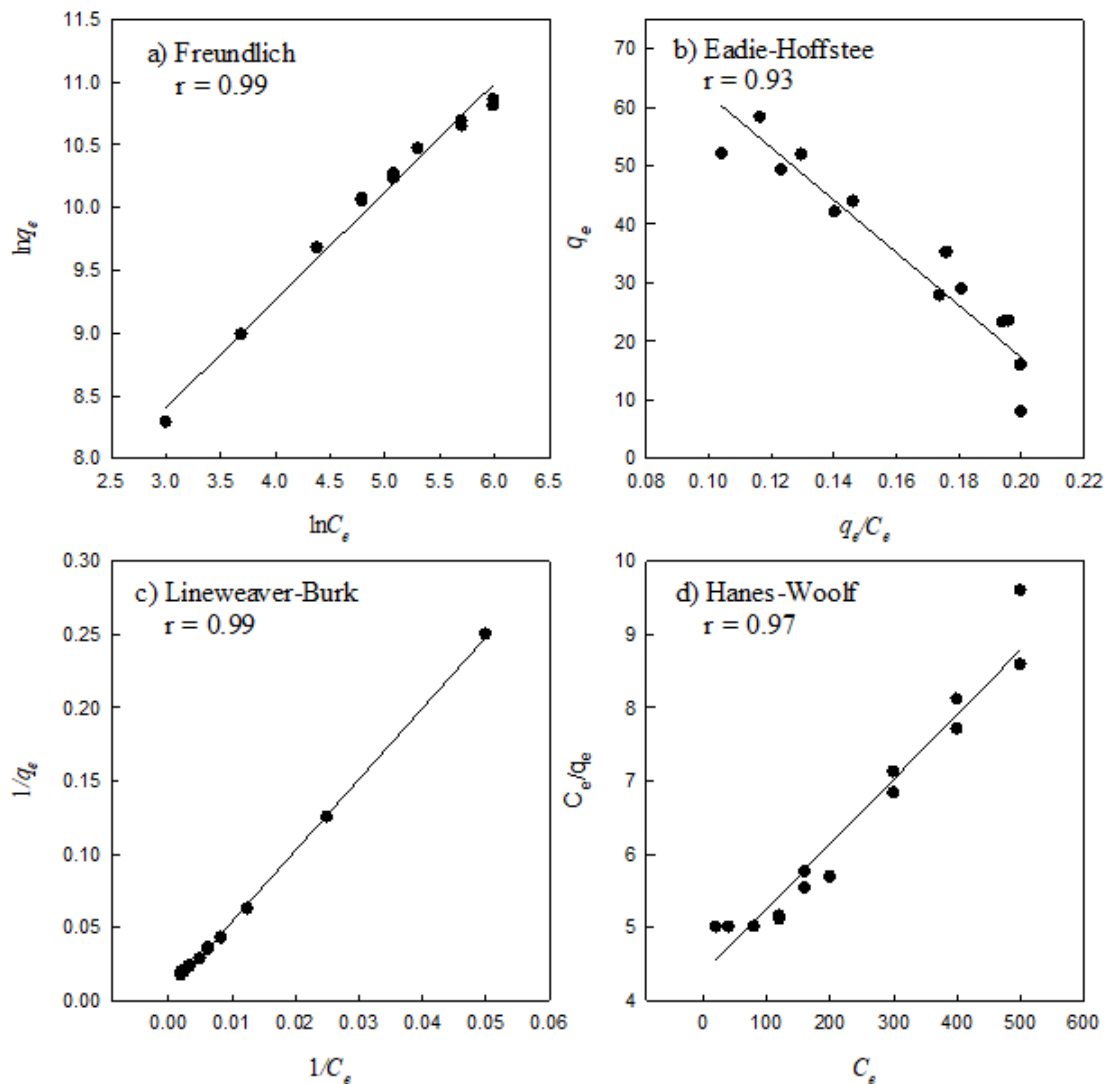 a) Freundlich
r = 0.99
11.5
11.0
10.5
10.0
9.5
9.0
8.5
8.0
lnqe
2.5 3.0 3.5 4.0 4.5 5.0 5.5 6.0 6.5
lnCe
b) Eadie-Hoffstee
r = 0.93
70
60
50
40
30
20
10
0
qe
0.08 0.10 0.12 0.14 0.16 0.18 0.20 0.22
qe/Ce
c) Lineweaver-Burk
r = 0.99
0.30
0.25
0.20
0.15
0.10
0.05
0.00
1/qe
0.00 0.01 0.02 0.03 0.04 0.05 0.06
1/Ce
d) Hanes-Woolf
r = 0.97
10
9
8
7
6
5
4
Ce/qe
0 100 200 300 400 500 600
Ce